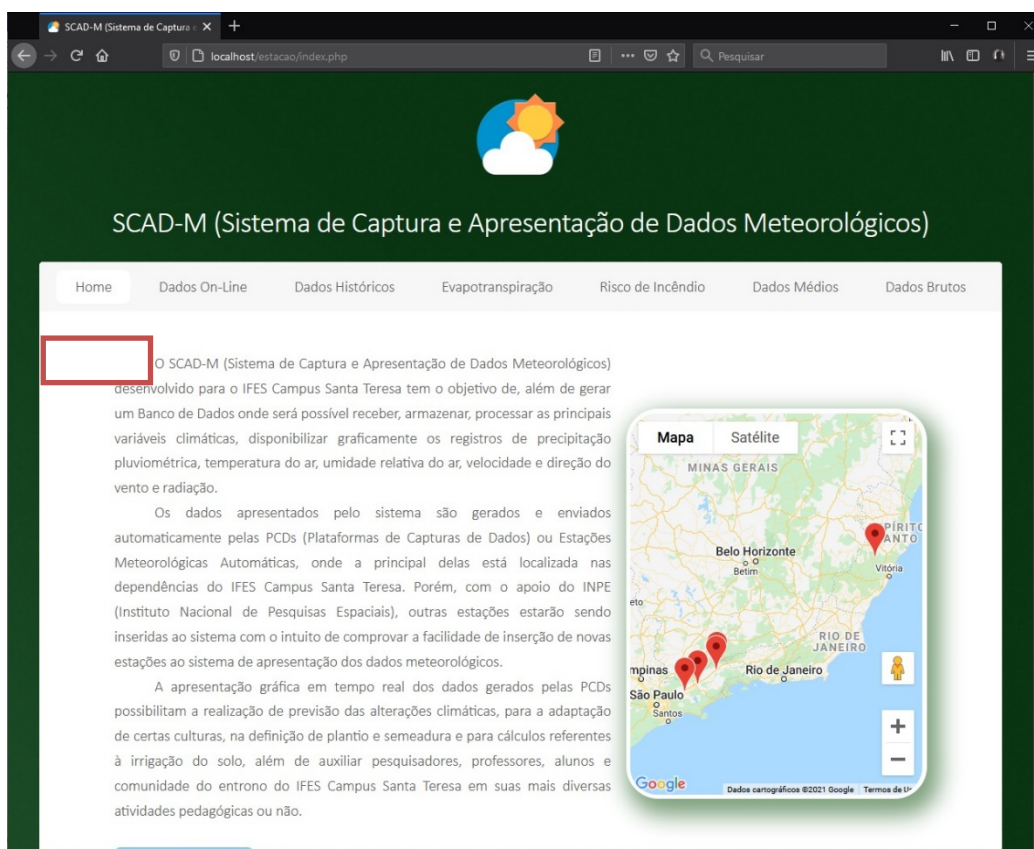 SCAD-M (Sistema de Captura e
localhost/estacao/index.php
Pesquisar
SCAD-M (Sistema de Captura e Apresentação de Dados Meteorológicos)
Home Dados On-Line Dados Históricos Evapotranspiração Risco de Incêndio Dados Médios Dados Brutos
O SCAD-M (Sistema de Captura e Apresentação de Dados Meteorológicos)
desenvolvido para o IFES Campus Santa Teresa tem o objetivo de, além de gerar
um Banco de Dados onde será possível receber, armazenar, processar as principais
variáveis climáticas, disponibilizar graficamente os registros de precipitação
pluviométrica, temperatura do ar, umidade relativa do ar, velocidade e direção do
vento e radiação.
Os dados apresentados pelo sistema são gerados e enviados
automaticamente pelas PCDs (Plataformas de Capturas de Dados) ou Estações
Meteorológicas Automáticas, onde a principal delas está localizada nas
dependências do IFES Campus Santa Teresa. Porém, com o apoio do INPE
(Instituto Nacional de Pesquisas Espaciais), outras estações estarão sendo
inseridas ao sistema com o intuito de comprovar a facilidade de inserção de novas
estações ao sistema de apresentação dos dados meteorológicos.
A apresentação gráfica em tempo real dos dados gerados pelas PCDs
possibilitam a realização de previsão das alterações climáticas, para a adaptação
de certas culturas, na definição de plantio e semeadura e para cálculos referentes
à irrigação do solo, além de auxiliar pesquisadores, professores, alunos e
comunidade do entrono do IFES Campus Santa Teresa em suas mais diversas
atividades pedagógicas ou não.
Mapa Satélite
MINAS GERAIS
PÍRITO
ANTO
Belo Horizonte
Betim
Vitória
eto
RIO DE
JANEIRO
mpinas
Rio de Janeiro
São Paulo
Santos
Google
Dados cartográficos ©2021 Google Termos de U